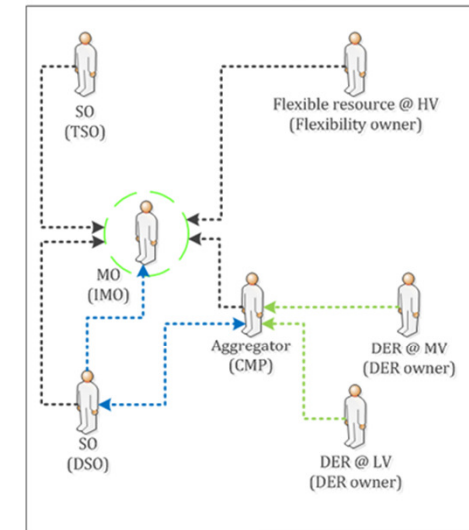 SO
(TSO)
Flexible resource @ HV
(Flexibility owner)
MO
(IMO)
Aggregator
(CMP)
DER @ MV
(DER owner)
SO
(DSO)
DER @ LV
(DER owner)